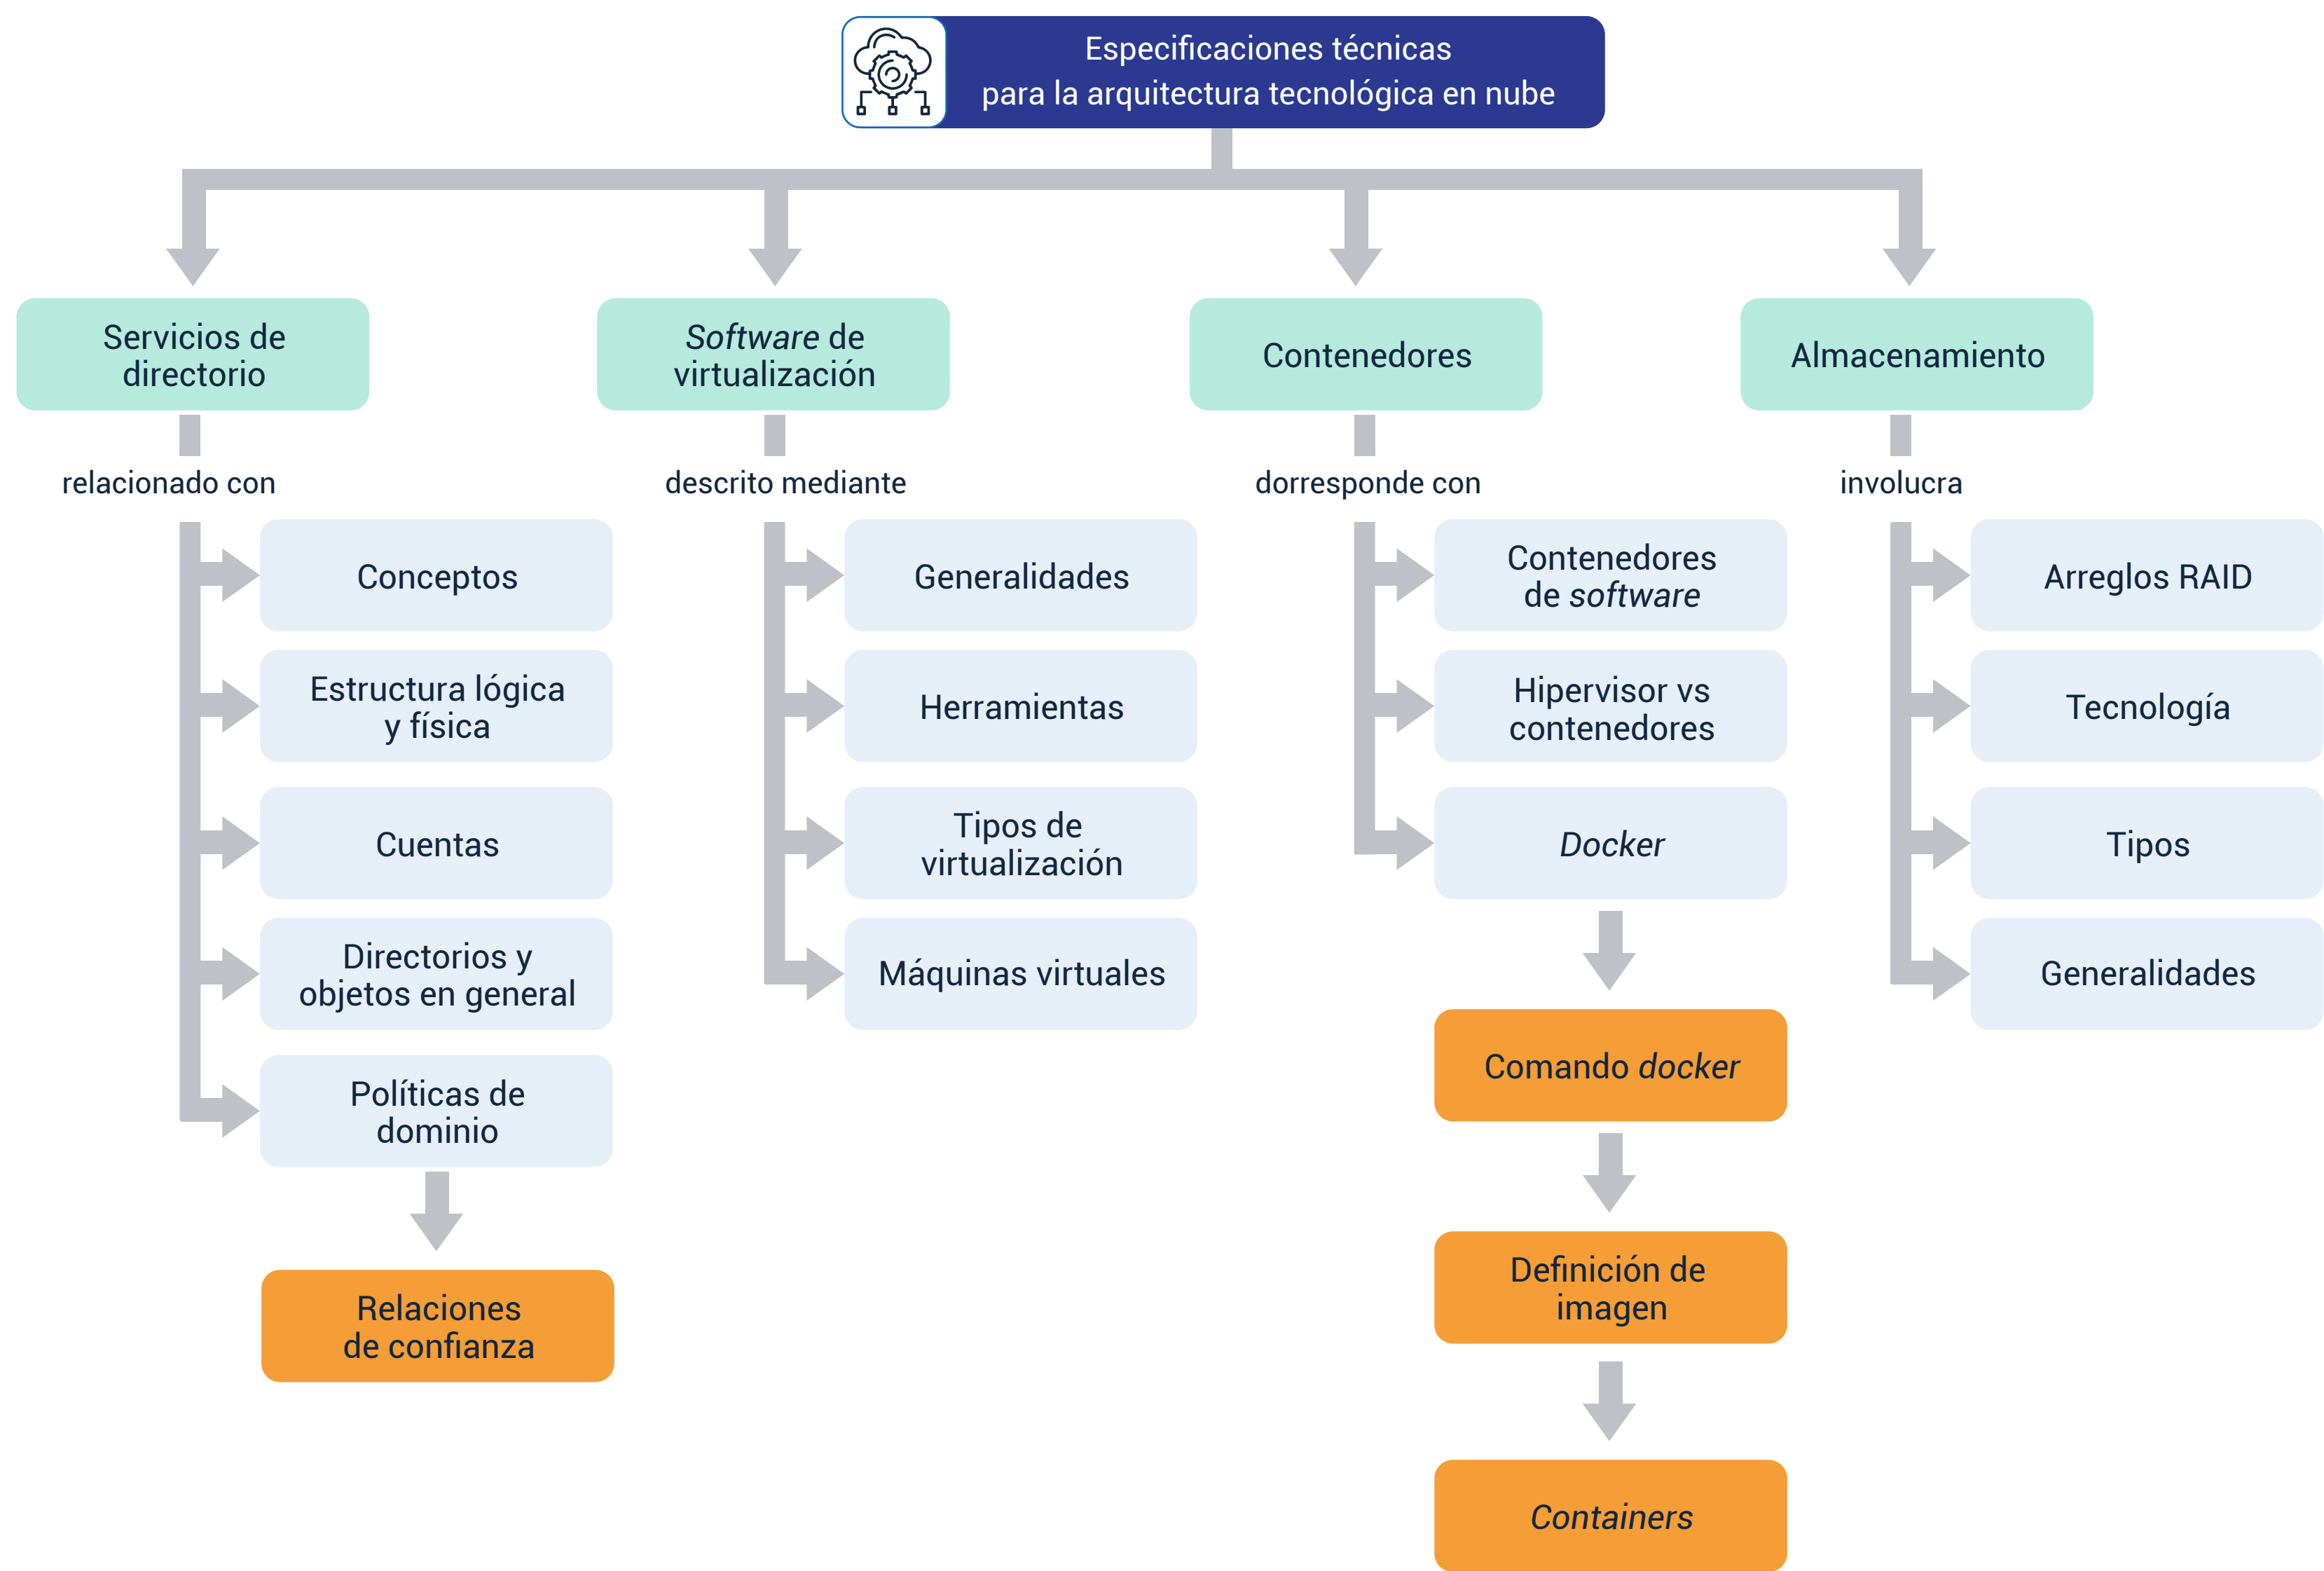 Especificaciones técnicas
para la arquitectura tecnológica en nube
Servicios de
directorio
relacionado con
Conceptos
Estructura lógica
y física
Cuentas
Directorios y
objetos en general
Políticas de
dominio
Relaciones
de confianza
Software de
virtualización
descrito mediante
Generalidades
Herramientas
Tipos de
virtualización
Máquinas virtuales
Contenedores
dorresponde con
Contenedores
de software
Hipervisor vs
contenedores
Docker
Comando docker
Definición de
imagen
Containers
Almacenamiento
involucra
Arreglos RAID
Tecnología
Tipos
Generalidades